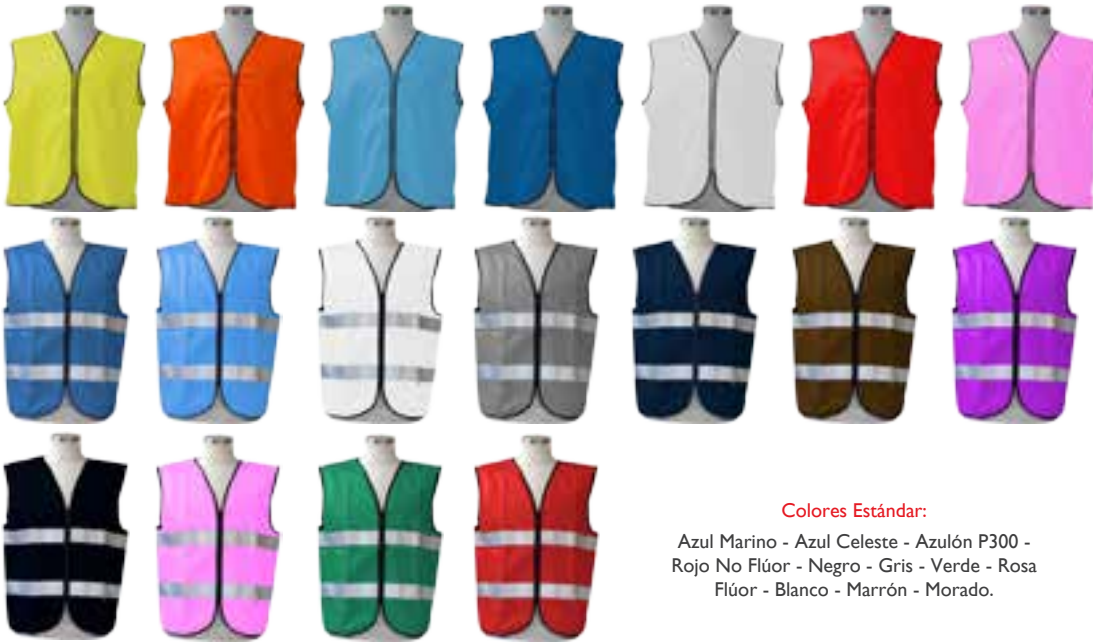 Colores Estándar:
Azul Marino - Azul Celeste - Azulón P300 -
Rojo No Flúor - Negro - Gris - Verde - Rosa
Flúor - Blanco - Marrón - Morado.